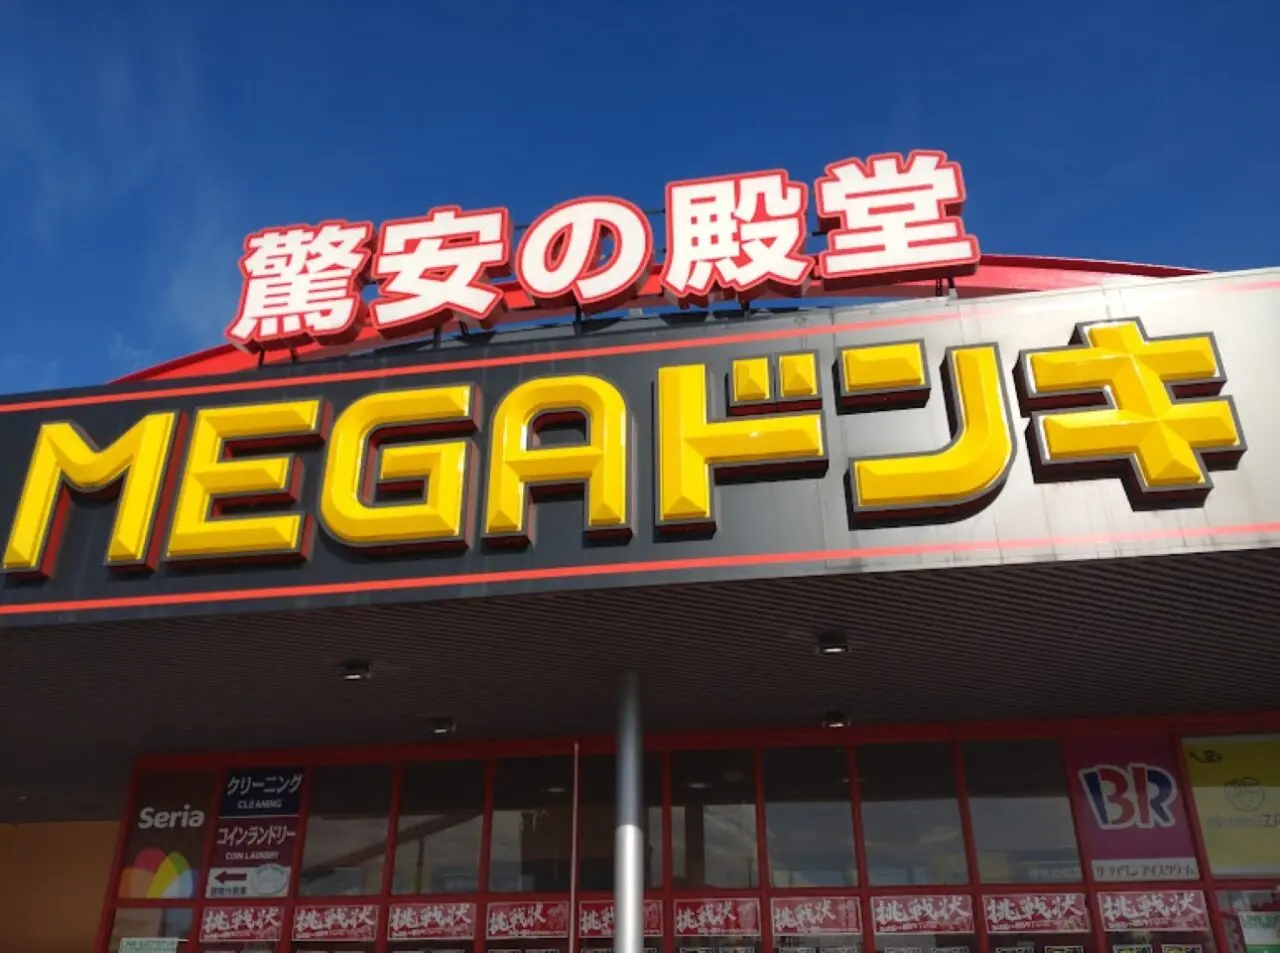 驚安の殿堂
MEGAドンキ
Seria
クリーニング
CLEANING
コインランドリー
COIN LAUNDRY
BR
サーティワン アイスクリーム
挑戦状
挑戦状
挑戦状
挑戦状
挑戦状
挑戦状
挑戦状
挑戦状
挑戦状
挑戦状